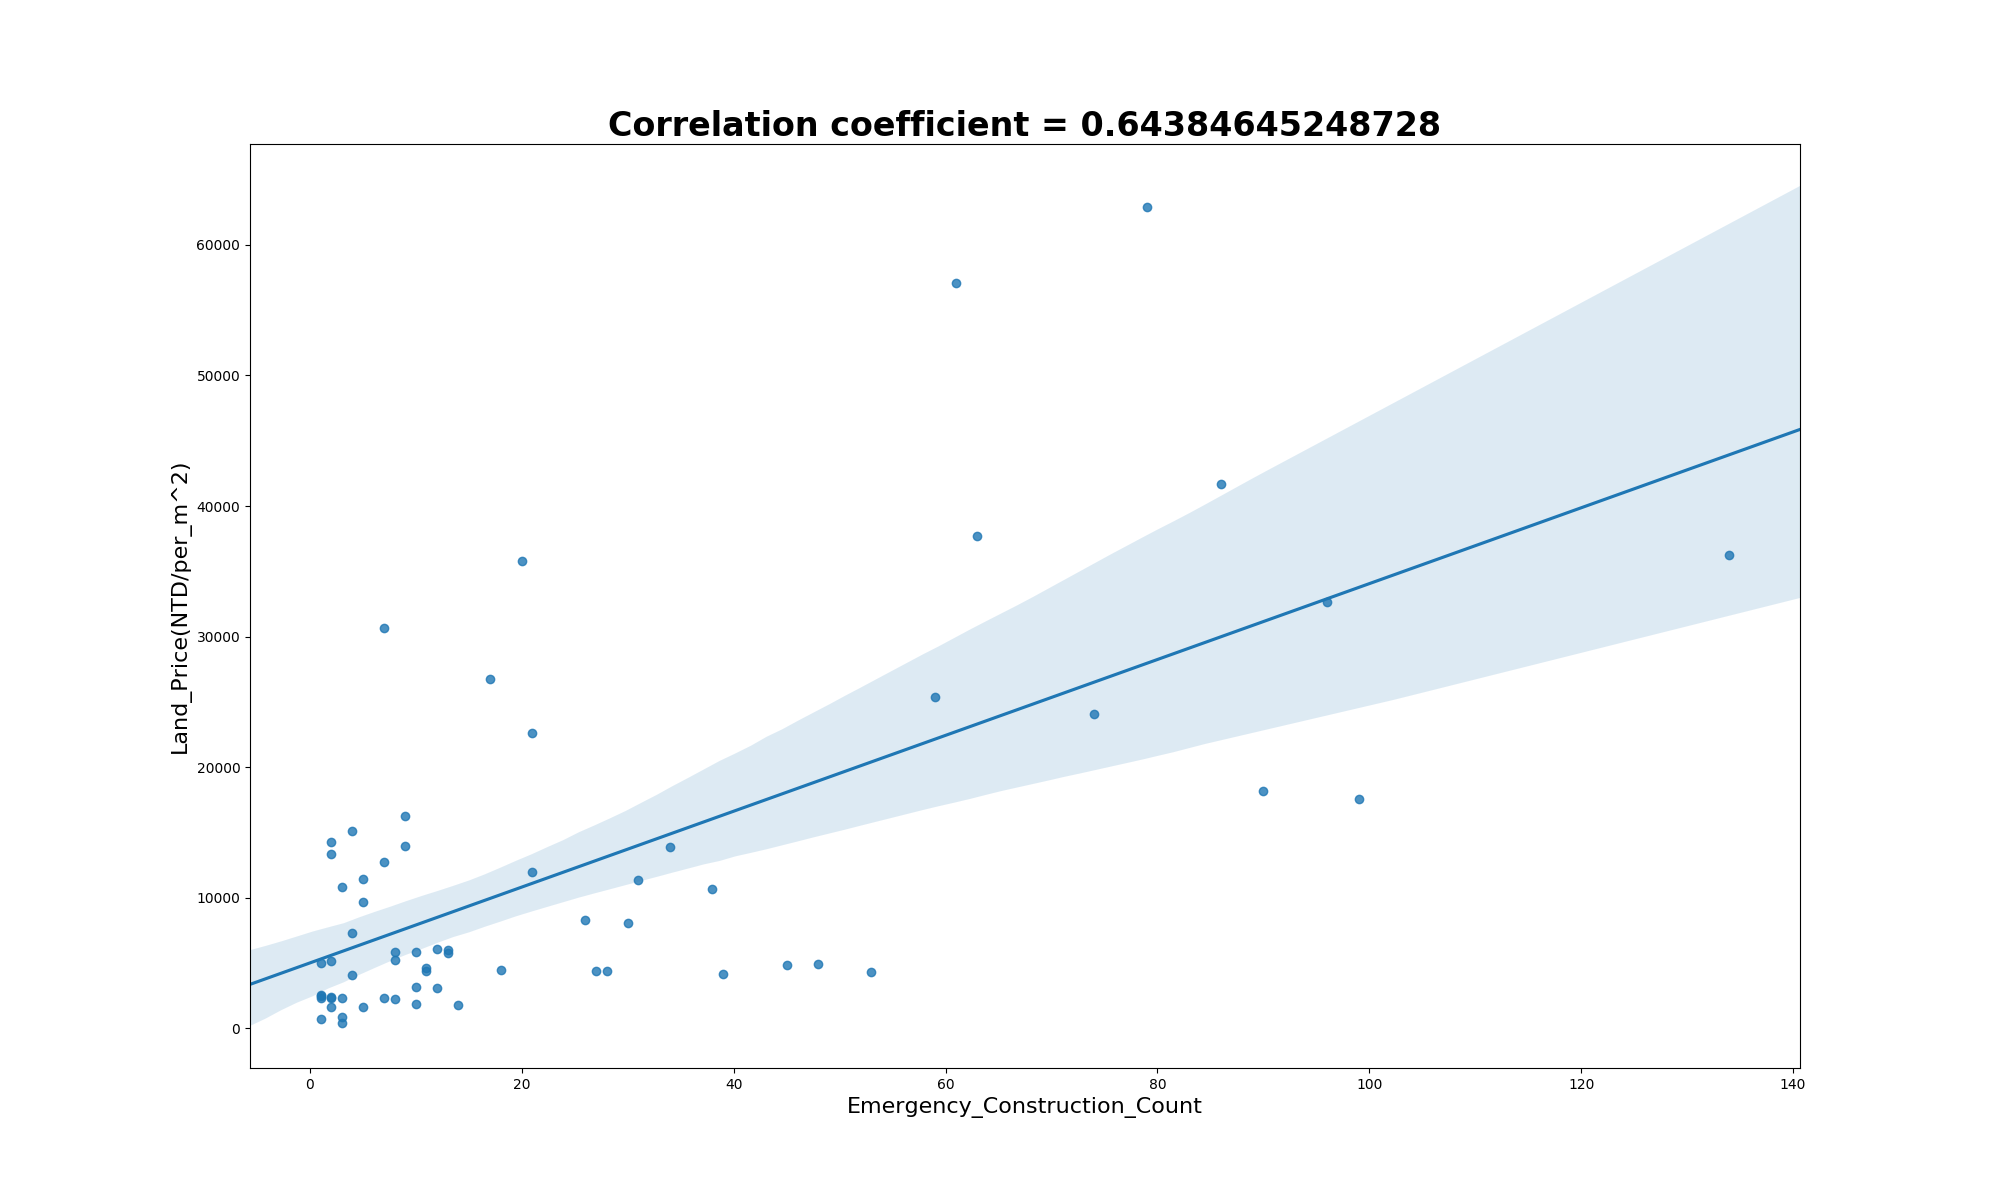 Correlation coefficient = 0.64384645248728
Land_Price(NTD/per_m^2)
60000
50000
40000
30000
20000
10000
0
0 20 40 60 80 100 120 140
Emergency_Construction_Count